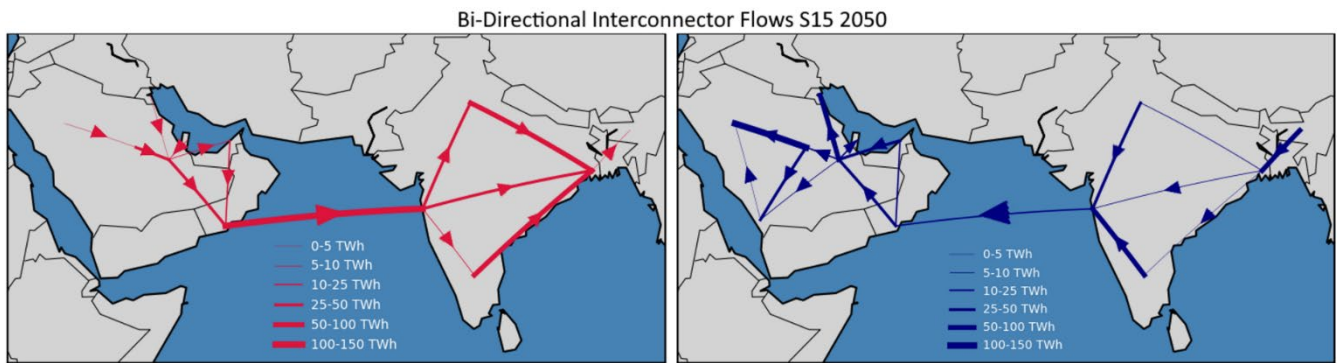 Bi-Directional Interconnector Flows S15 2050
0-5 TWh
5-10 TWh
10-25 TWh
25-50 TWh
50-100 TWh
100-150 TWh
0-5 TWh
5-10 TWh
10-25 TWh
25-50 TWh
50-100 TWh
100-150 TWh